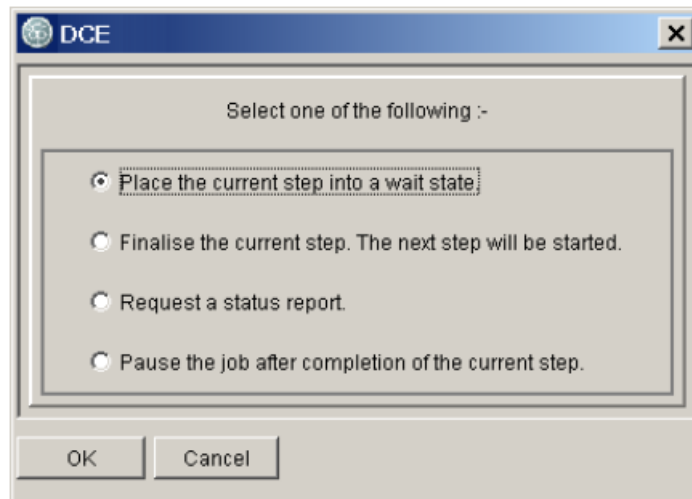 DCE
Select one of the following :-
Place the current step into a wait state.
Finalise the current step. The next step will be started.
Request a status report.
Pause the job after completion of the current step.
OK
Cancel